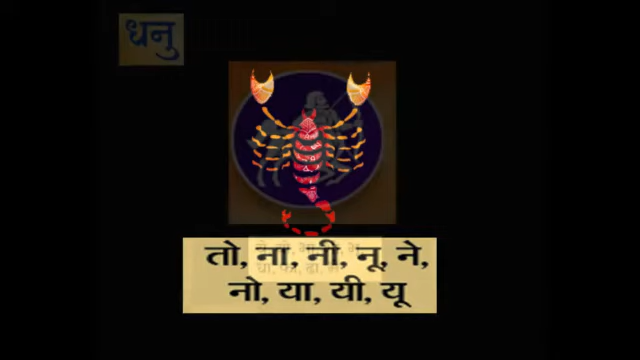 धनु
तो, ना, नी, नू, ने,
नो, या, यी, यू